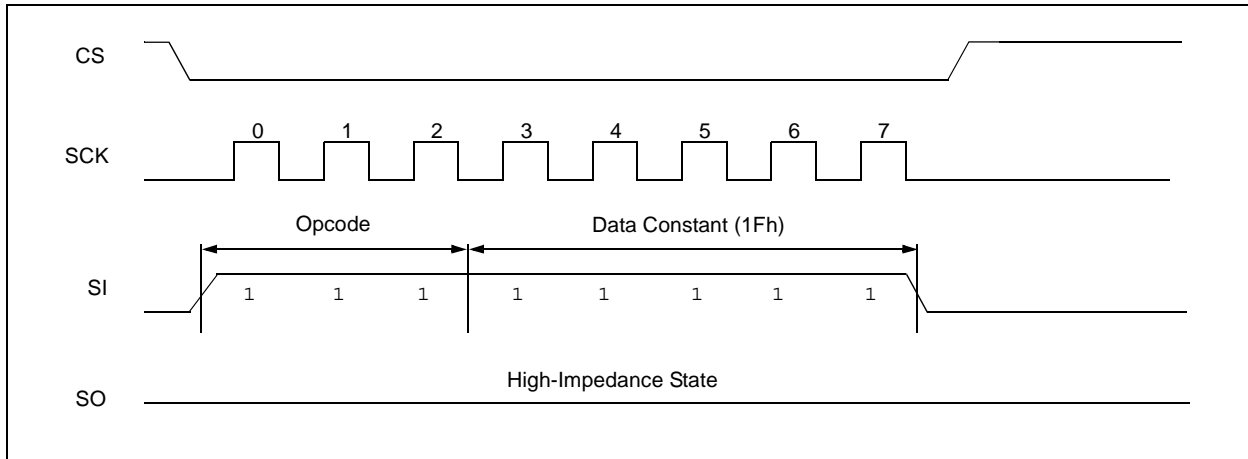 CS
0 1 2 3 4 5 6 7
SCK
Opcode Data Constant (1Fh)
SI
1 1 1 1 1 1 1 1
High-Impedance State
SO